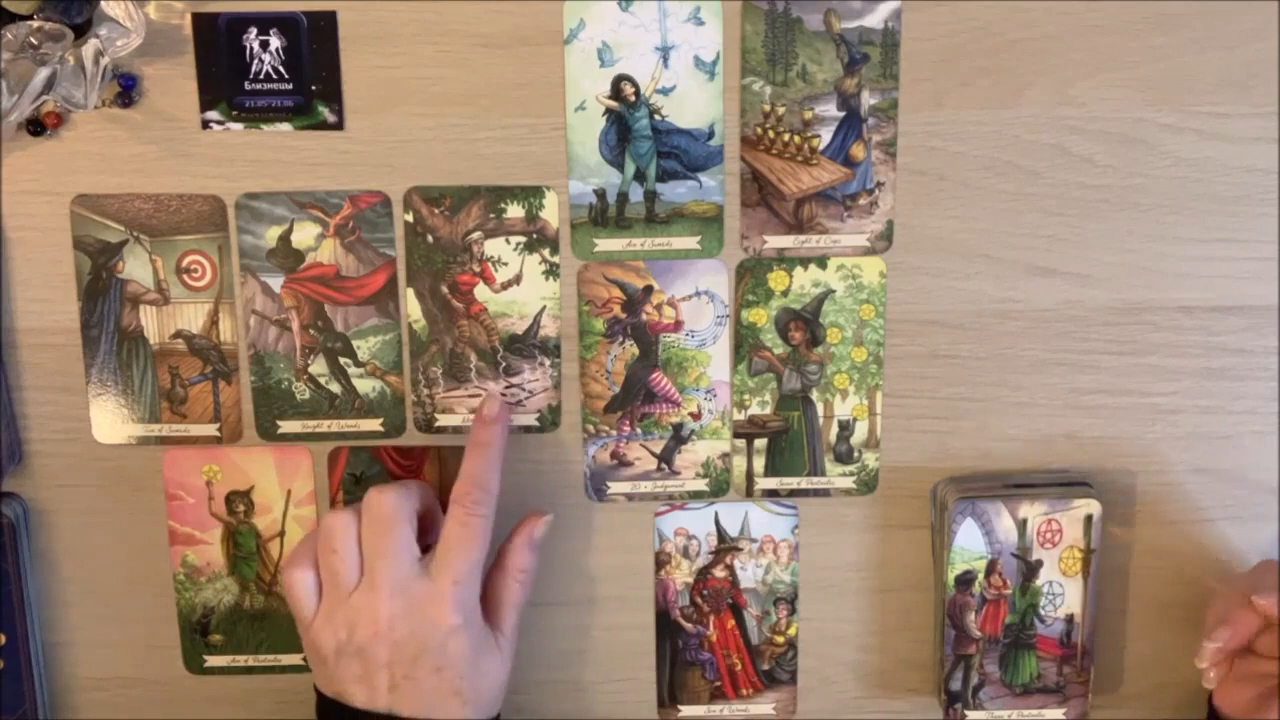 Близнецы
21.05-21.06
Ace of Swords
Eight of Cups
Two of Swords
Knight of Wands
20 • Judgement
Seven of Pentacles
Ace of Pentacles
Six of Wands
Three of Pentacles